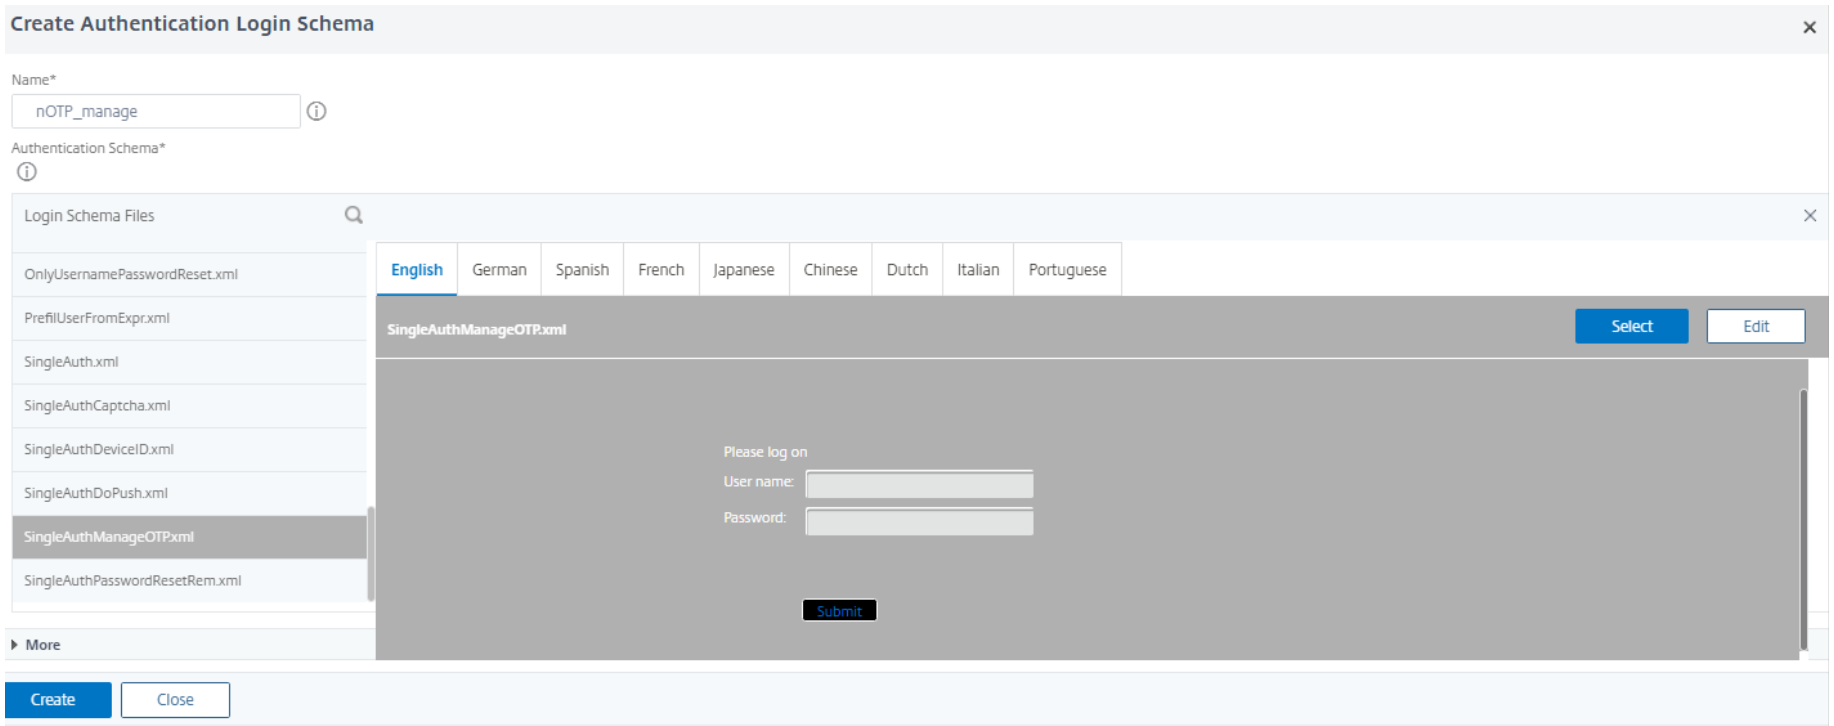 Create Authentication Login Schema
Name*
nOTP_manage
Authentication Schema*
Login Schema Files
OnlyUsernamePasswordReset.xml
PrefilUserFromExpr.xml
SingleAuth.xml
SingleAuthCaptcha.xml
SingleAuthDeviceID.xml
SingleAuthDoPush.xml
SingleAuthManageOTP.xml
SingleAuthPasswordResetRem.xml
English German Spanish French Japanese Chinese Dutch Italian Portuguese
SingleAuthManageOTP.xml Select Edit
Please log on
User name:
Password:
Submit
More
Create Close